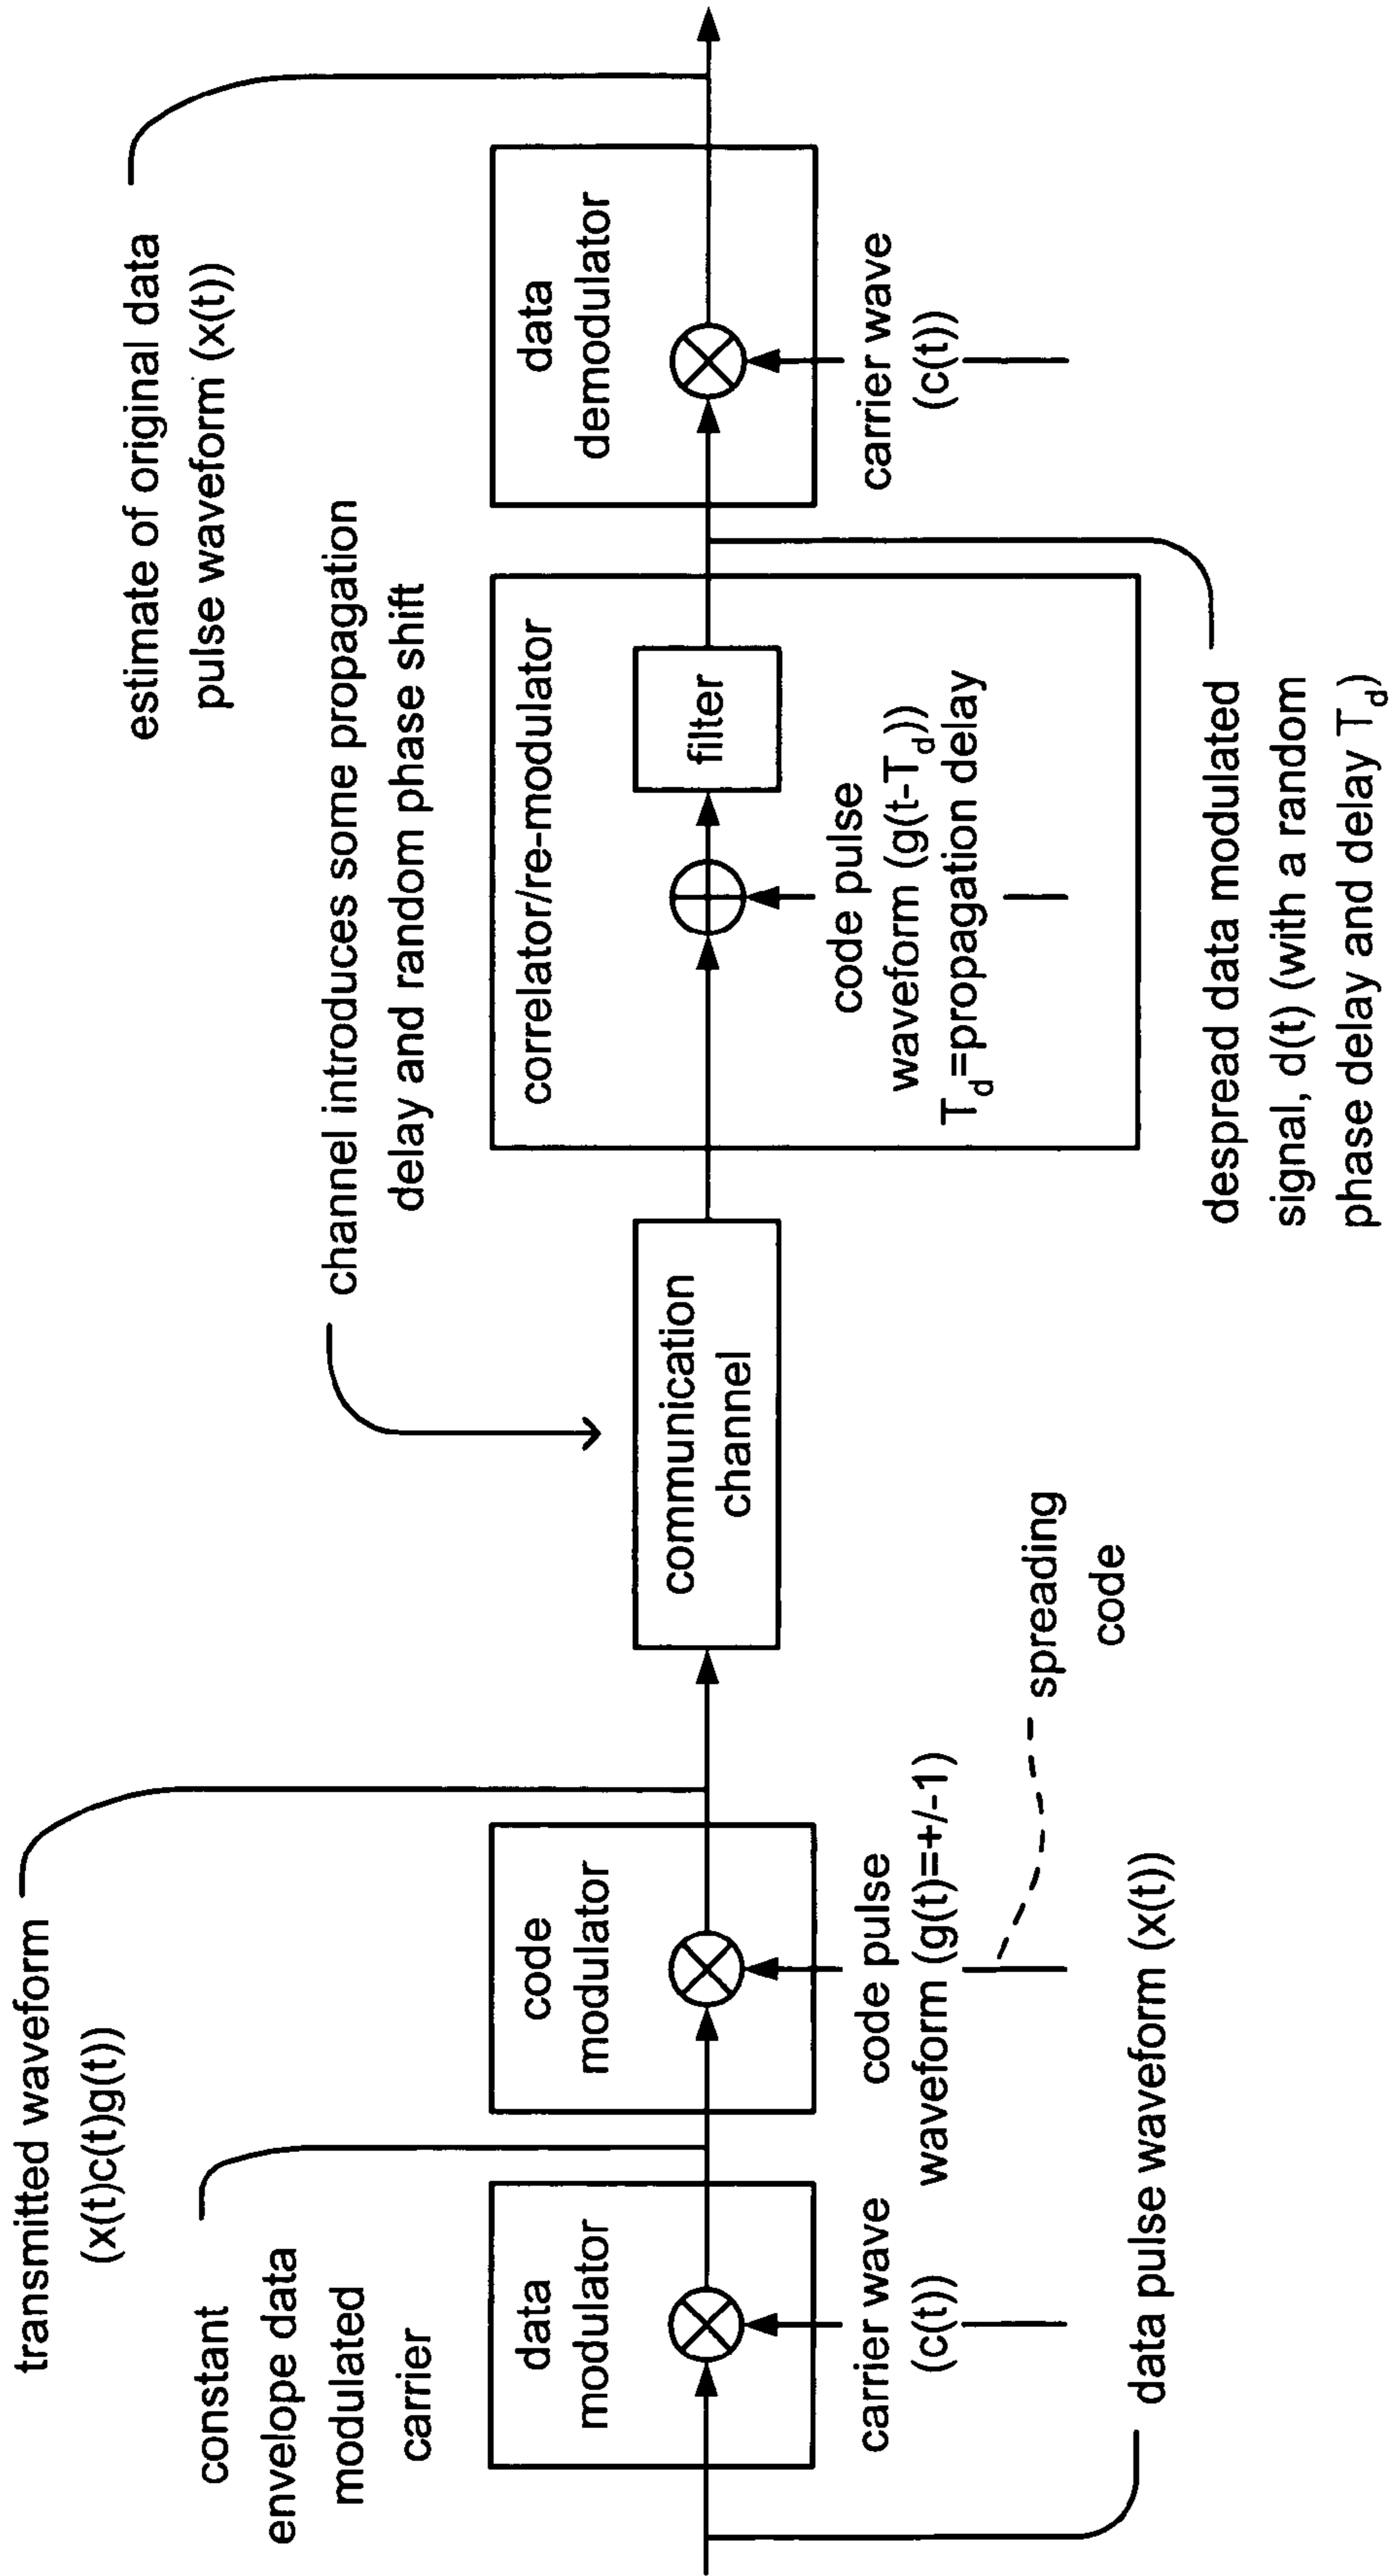 transmitted waveform
(x(t)c(t)g(t))
constant
envelope data
modulated
carrier
data
modulator
carrier wave
(c(t))
data pulse waveform (x(t))
code
modulator
code pulse
waveform (g(t)=+/-1)
spreading
code
communication
channel
channel introduces some propagation
delay and random phase shift
correlator/re-modulator
filter
code pulse
waveform (g(t-Td))
Td=propagation delay
despread data modulated
signal, d(t) (with a random
phase delay and delay Td)
data
demodulator
carrier wave
(c(t))
estimate of original data
pulse waveform (x(t))